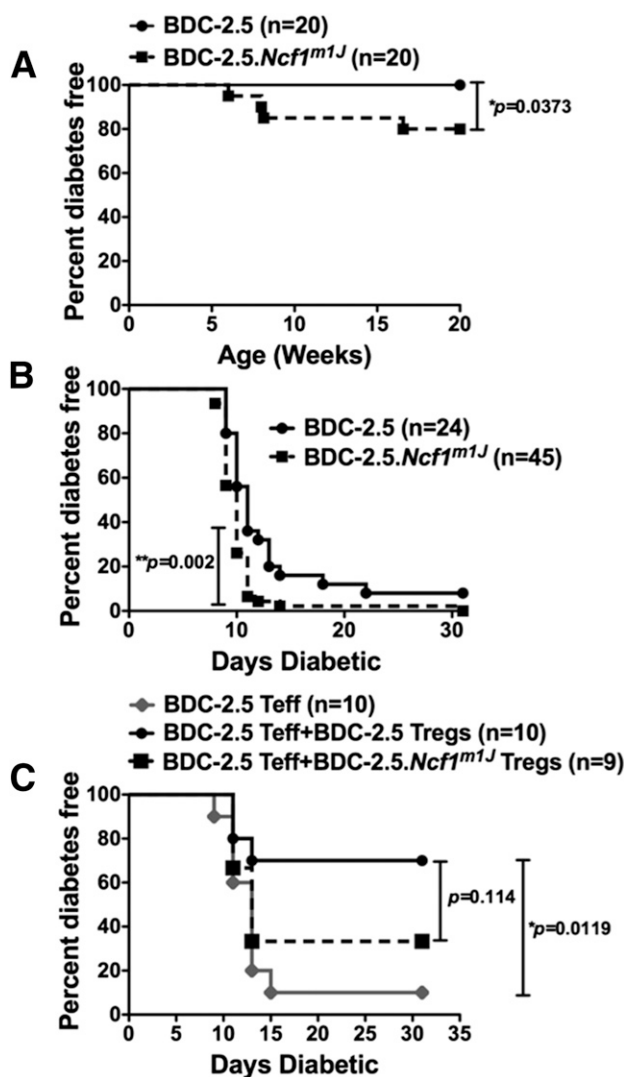 BDC-2.5 (n=20)
BDC-2.5.Ncf1m1J (n=20)
A
100
80
60
40
20
0
Percent diabetes free
*p=0.0373
0 5 10 15 20
Age (Weeks)
B
100
80
60
40
20
0
Percent diabetes free
BDC-2.5 (n=24)
BDC-2.5.Ncf1m1J (n=45)
**p=0.002
0 10 20 30
Days Diabetic
BDC-2.5 Teff (n=10)
BDC-2.5 Teff+BDC-2.5 Tregs (n=10)
BDC-2.5 Teff+BDC-2.5.Ncf1m1J Tregs (n=9)
C
100
80
60
40
20
0
Percent diabetes free
p=0.114
*p=0.0119
0 5 10 15 20 25 30 35
Days Diabetic